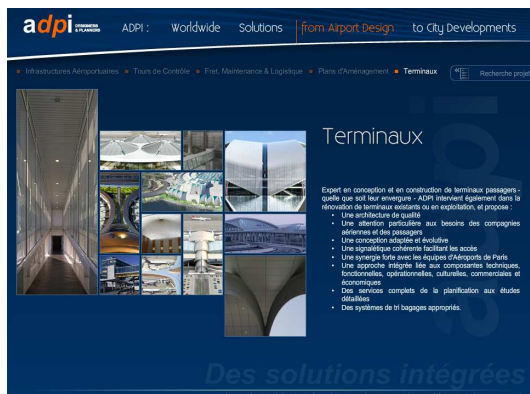 adpi DESIGNERS & PLANNERS
ADPI : Worldwide Solutions from Airport Design to City Developments
Infrastructures Aéroportuaires Tours de Contrôle Fret, Maintenance & Logistique Plans d'Aménagement Terminaux Recherche projet
Terminaux
Expert en conception et en construction de terminaux passagers -
quelle que soit leur envergure - ADPI intervient également dans la
rénovation de terminaux existants ou en exploitation, et propose :
• Une architecture de qualité
• Une attention particulière aux besoins des compagnies
aériennes et des passagers
• Une conception adaptée et évolutive
• Une signalétique cohérente facilitant les accès
• Une synergie forte avec les équipes d'Aéroports de Paris
• Une approche intégrée liée aux composantes techniques,
fonctionnelles, opérationnelles, culturelles, commerciales et
économiques
• Des services complets de la planification aux études
détaillées
• Des systèmes de tri bagages appropriés.
adpi
Des solutions intégrées